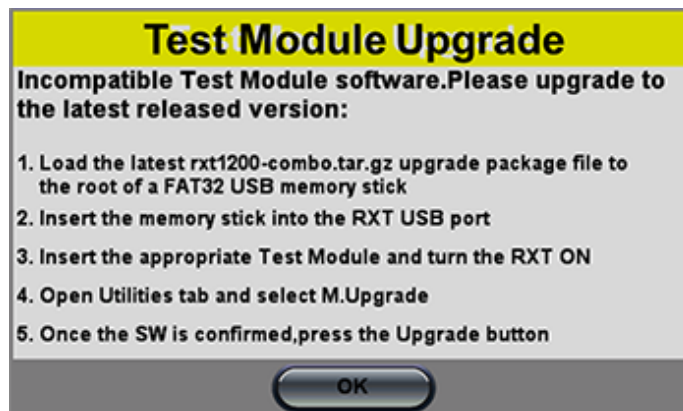 Test Module Upgrade
Incompatible Test Module software.Please upgrade to
the latest released version:
1. Load the latest rxt1200-combo.tar.gz upgrade package file to
the root of a FAT32 USB memory stick
2. Insert the memory stick into the RXT USB port
3. Insert the appropriate Test Module and turn the RXT ON
4. Open Utilities tab and select M.Upgrade
5. Once the SW is confirmed,press the Upgrade button
OK